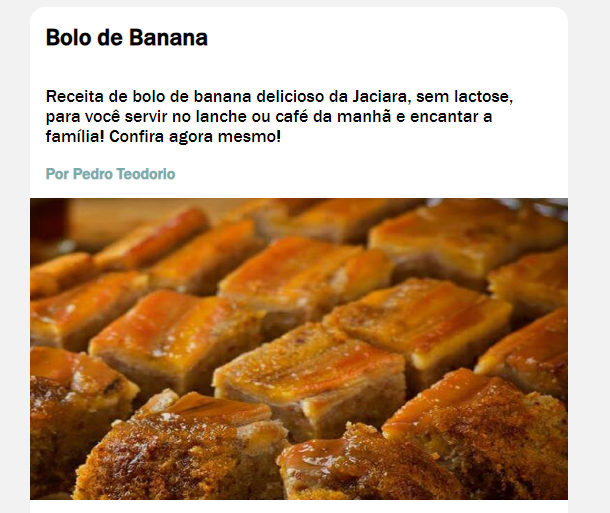 Bolo de Banana
Receita de bolo de banana delicioso da Jaciara, sem lactose,
para você servir no lanche ou café da manhã e encantar a
família! Confira agora mesmo!
Por Pedro Teodorio